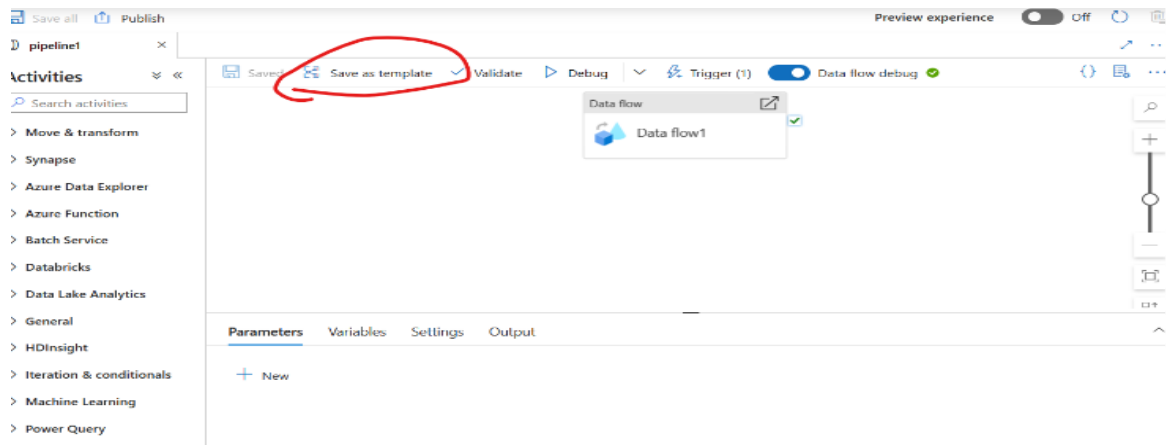 Save all Publish Preview experience Off
pipeline1
Activities
Saved Save as template Validate Debug Trigger (1) Data flow debug
Search activities
Data flow
Move & transform
Data flow1
Synapse
Azure Data Explorer
Azure Function
Batch Service
Databricks
Data Lake Analytics
General
Parameters Variables Settings Output
HDInsight
Iteration & conditionals
New
Machine Learning
Power Query